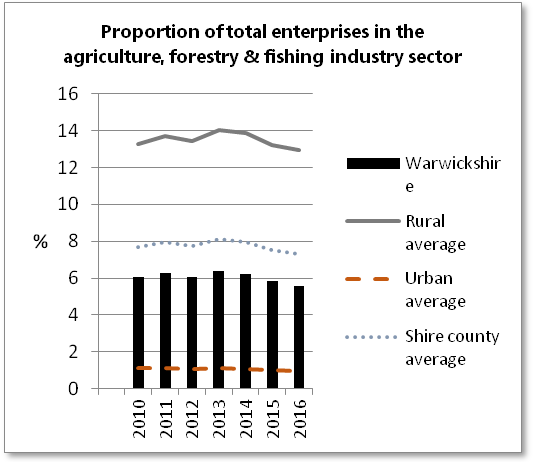 Proportion of total enterprises in the
agriculture, forestry & fishing industry sector
16
14
12
10
%
8
6
4
2
0
2010
2011
2012
2013
2014
2015
2016
Warwickshir
e
Rural
average
Urban
average
Shire county
average